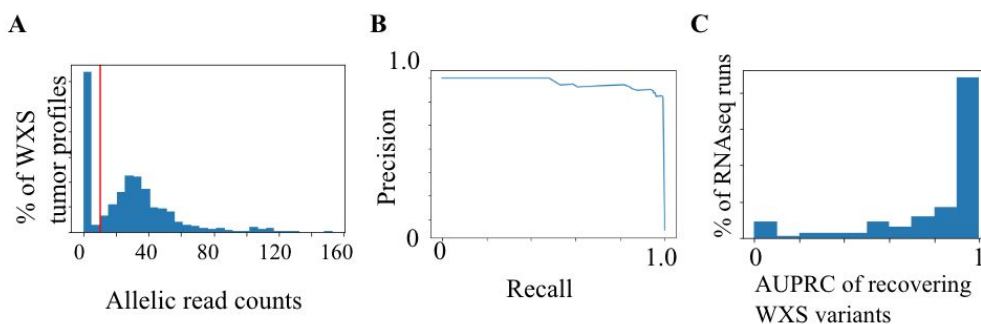 A
% of WXS
tumor profiles
0 40 80 120 160
Allelic read counts
B
1.0
Precision
0
0 1.0
Recall
C
% of RNAseq runs
0 1
AUPRC of recovering
WXS variants